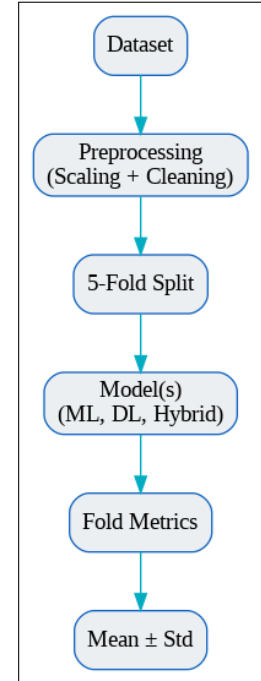 Dataset
Preprocessing
(Scaling + Cleaning)
5-Fold Split
Model(s)
(ML, DL, Hybrid)
Fold Metrics
Mean ± Std